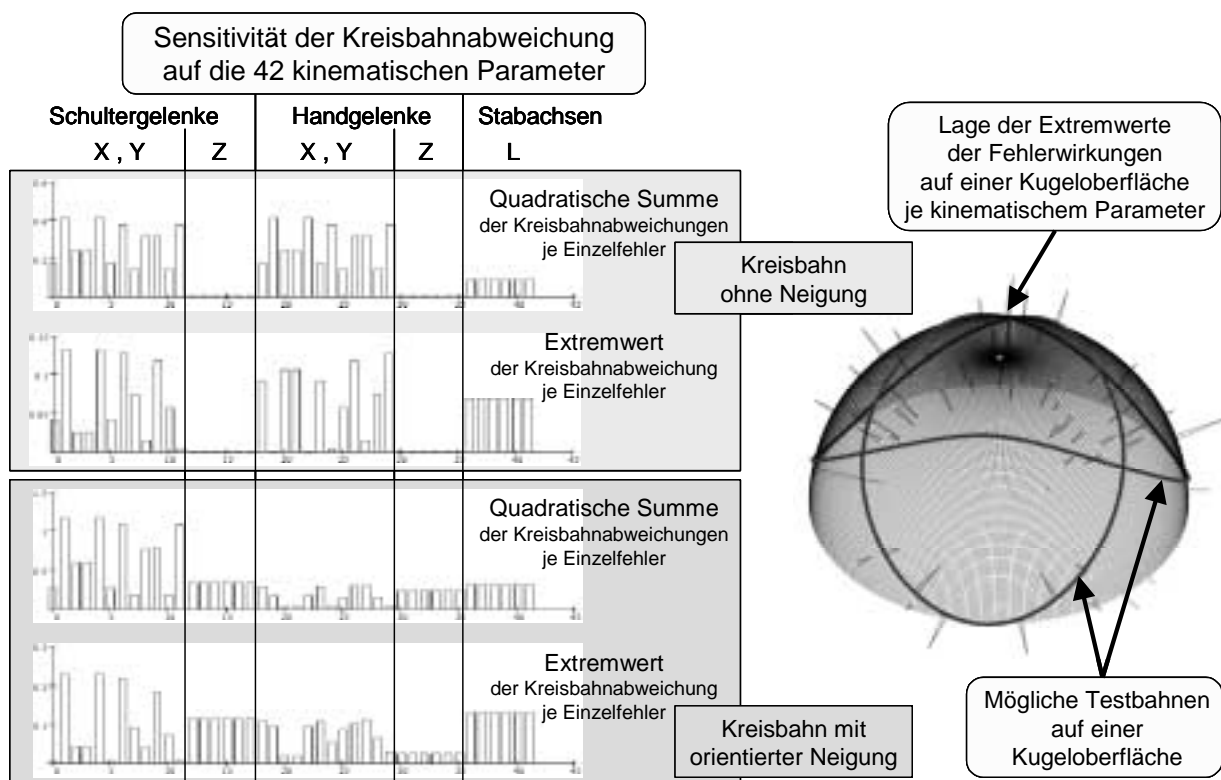 Sensitivität der Kreisbahnabweichung
auf die 42 kinematischen Parameter
Schultergelenke
Handgelenke
Stabachsen
X , Y
Z
X , Y
Z
L
Quadratische Summe
der Kreisbahnabweichungen
je Einzelfehler
Extremwert
der Kreisbahnabweichung
je Einzelfehler
Kreisbahn
ohne Neigung
Quadratische Summe
der Kreisbahnabweichungen
je Einzelfehler
Extremwert
der Kreisbahnabweichung
je Einzelfehler
Kreisbahn mit
orientierter Neigung
Lage der Extremwerte
der Fehlerwirkungen
auf einer Kugeloberfläche
je kinematischem Parameter
Mögliche Testbahnen
auf einer
Kugeloberfläche